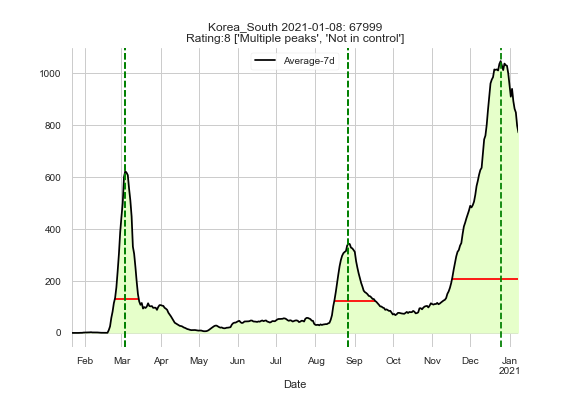 Korea_South 2021-01-08: 67999
Rating:8 ['Multiple peaks', 'Not in control']
Average-7d
1000
800
600
400
200
0
Feb Mar Apr May Jun Jul Aug Sep Oct Nov Dec Jan
2021
Date